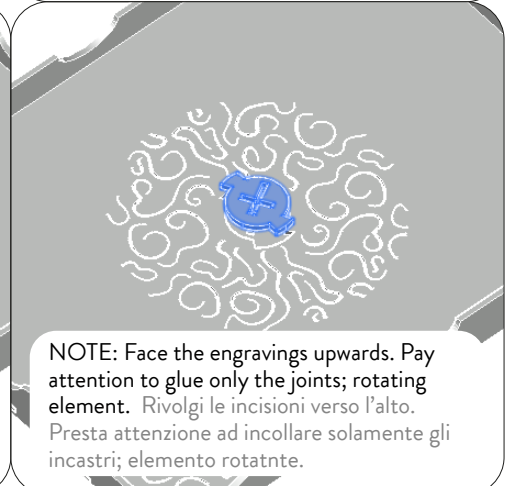 NOTE: Face the engravings upwards. Pay
attention to glue only the joints; rotating
element. Rivolgi le incisioni verso l'alto.
Presta attenzione ad incollare solamente gli
incastri; elemento rotatnte.